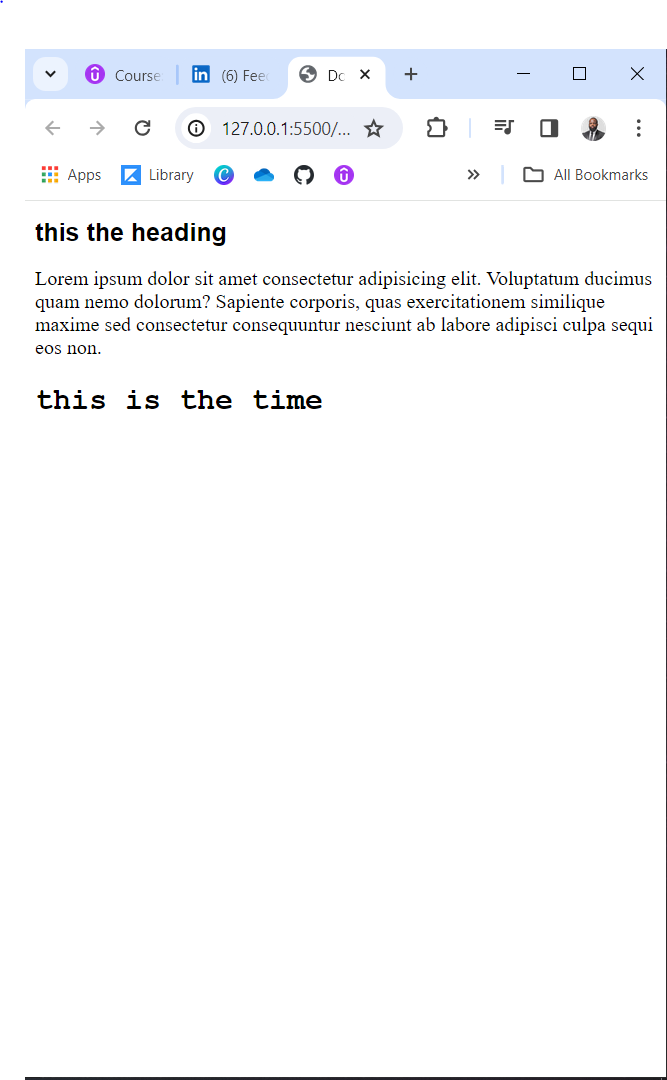 Course
(6) Fee
Do
127.0.0.1:5500/...
Apps
Library
All Bookmarks
this the heading
Lorem ipsum dolor sit amet consectetur adipisicing elit. Voluptatum ducimus
quam nemo dolorum? Sapiente corporis, quas exercitationem similique
maxime sed consectetur consequuntur nesciunt ab labore adipisci culpa sequi
eos non.
this is the time